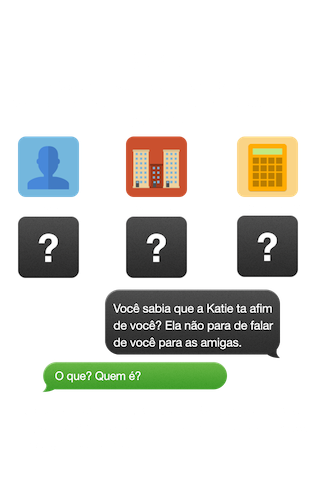 ? ? ?
Você sabia que a Katie ta afim
de você? Ela não para de falar
de você para as amigas.
O que? Quem é?